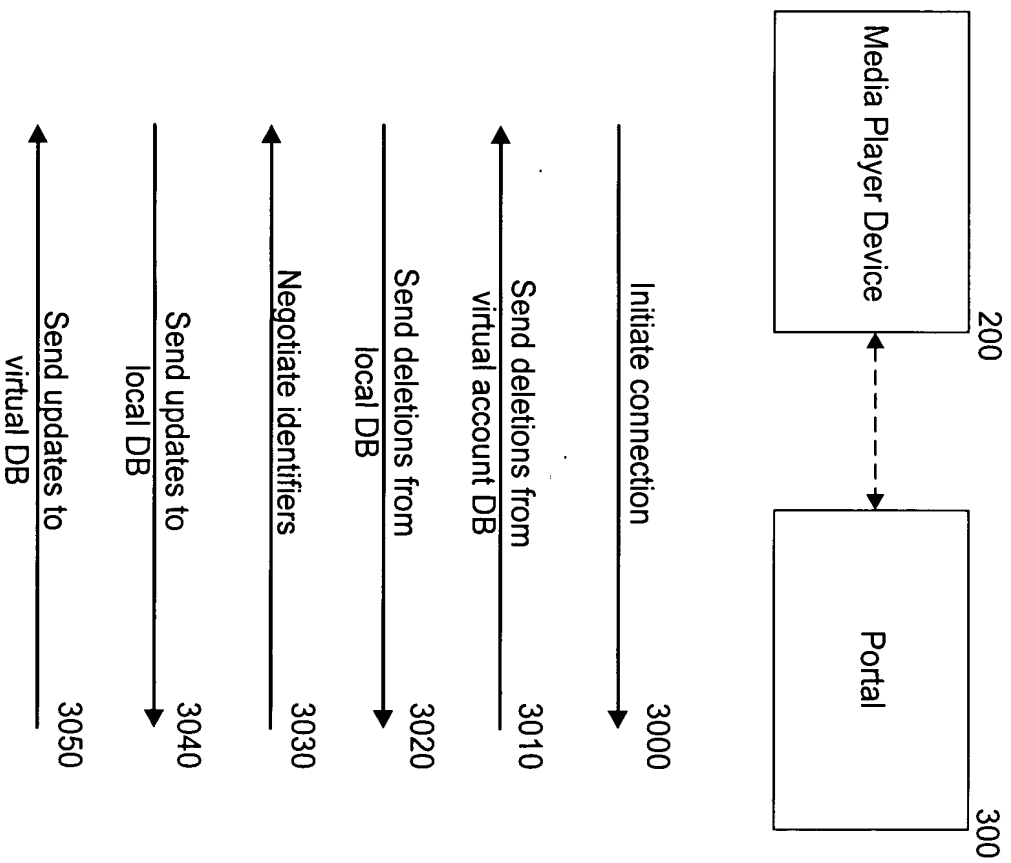 200
300
Media Player Device
Portal
3000
Initiate connection
3010
Send deletions from
virtual account DB
3020
Send deletions from
local DB
3030
Negotiate identifiers
3040
Send updates to
local DB
3050
Send updates to
virtual DB